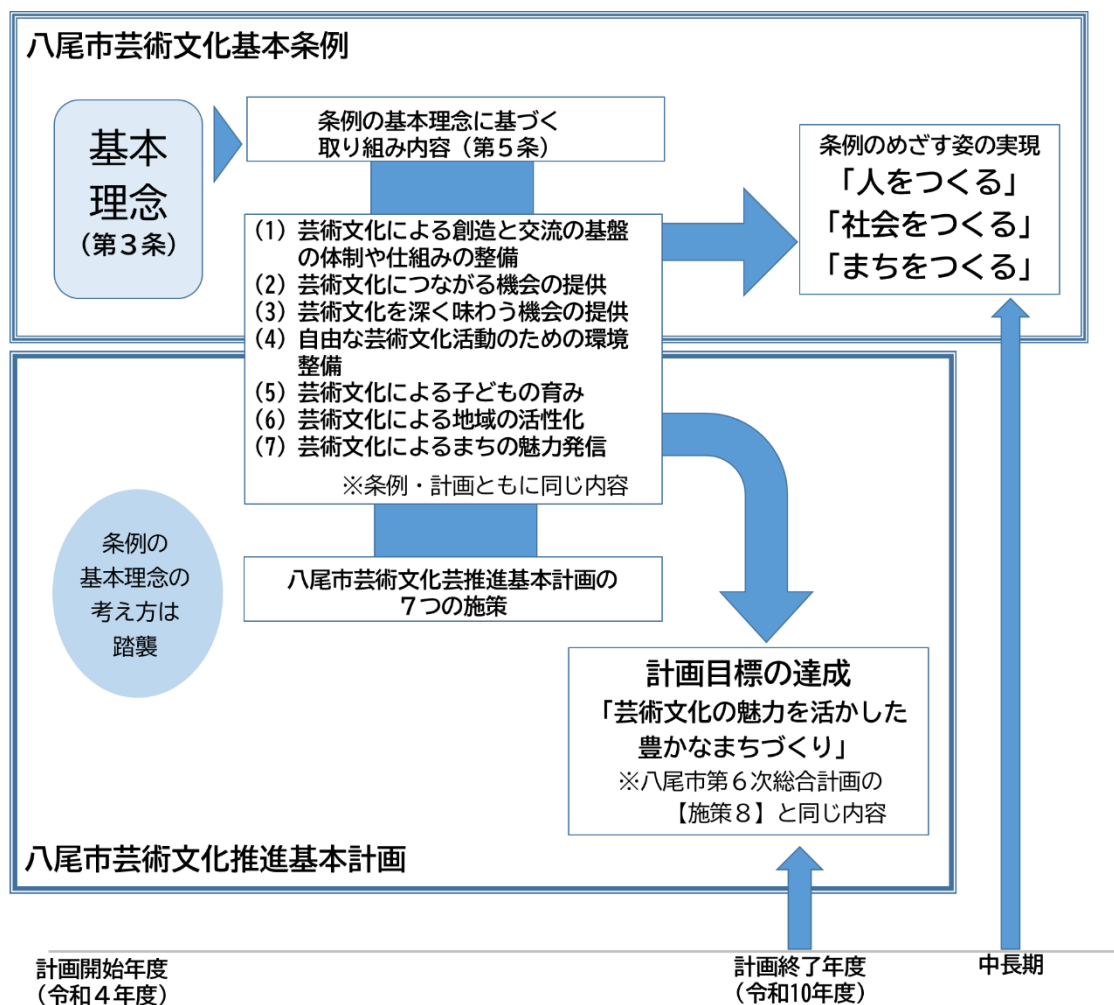 八尾市芸術文化基本条例
基本
理念
(第3条)
条例の基本理念に基づく
取り組み内容（第５条）
条例のめざす姿の実現
「人をつくる」
「社会をつくる」
「まちをつくる」
(1) 芸術文化による創造と交流の基盤
の体制や仕組みの整備
(2) 芸術文化につながる機会の提供
(3) 芸術文化を深く味わう機会の提供
(4) 自由な芸術文化活動のための環境
整備
(5) 芸術文化による子どもの育み
(6) 芸術文化による地域の活性化
(7) 芸術文化によるまちの魅力発信
※条例・計画ともに同じ内容
条例の
基本理念の
考え方は
踏襲
八尾市芸術文化芸推進基本計画の
７つの施策
計画目標の達成
「芸術文化の魅力を活かした
豊かなまちづくり」
※八尾市第６次総合計画の
【施策８】と同じ内容
八尾市芸術文化推進基本計画
計画開始年度
（令和４年度）
計画終了年度
（令和10年度）
中長期